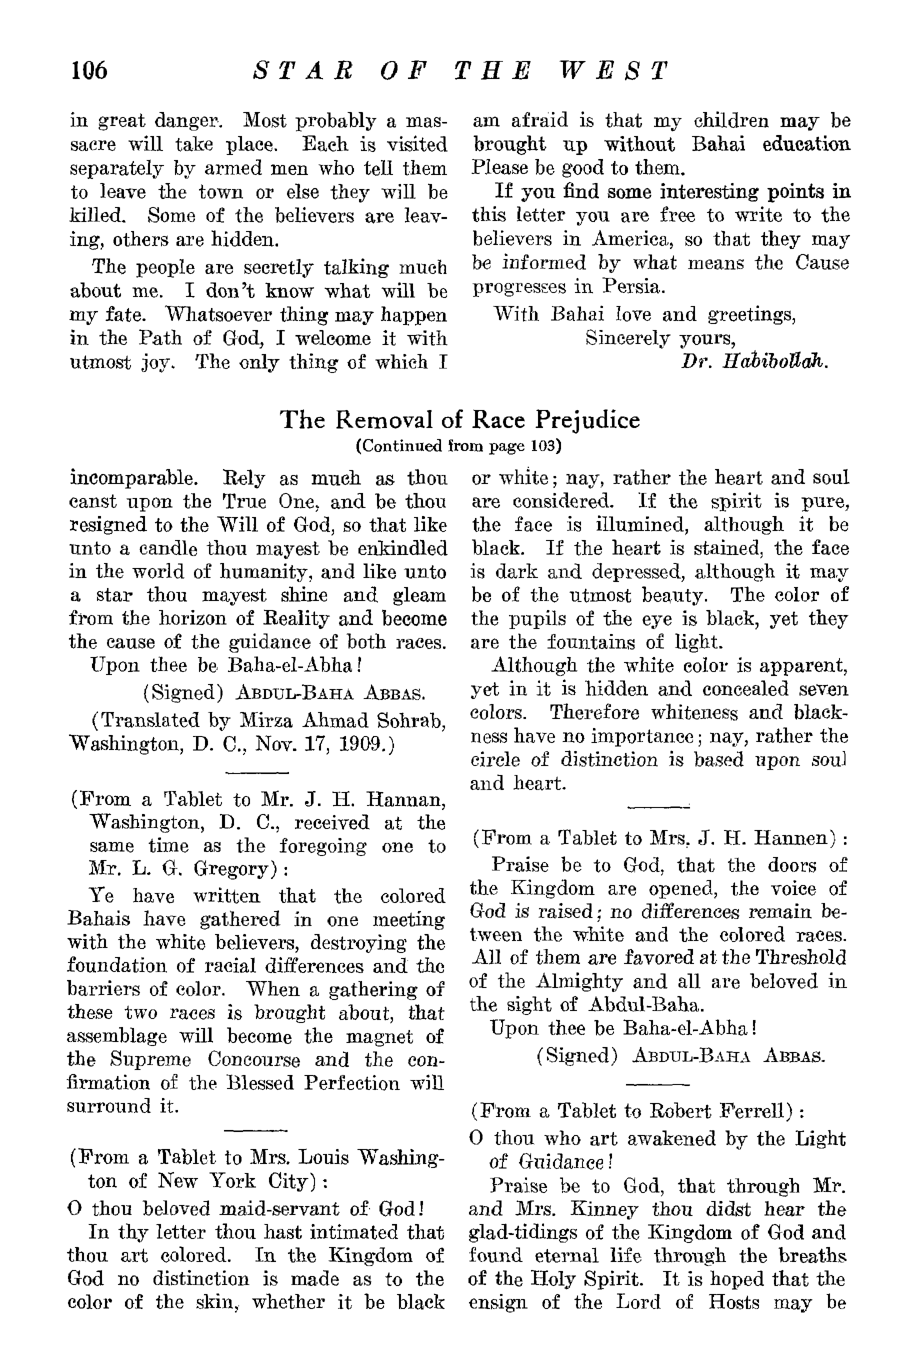 106 STAR OF THE WEST
in great danger. Most probably a mas-
sacre will take place. Each is visited
separately by armed men who tell them
to leave the town or else they will be
killed. Some of the believers are leav-
ing, others are hidden.
The people are secretly talking much
about me. I don't know what will be
my fate. Whatsoever thing may happen
in the Path of God, I welcome it with
utmost joy. The only thing of which I
am afraid is that my children may be
brought up without Bahai education
Please be good to them.
If you find some interesting points in
this letter you are free to write to the
believers in America, so that they may
be informed by what means the Cause
progresses in Persia.
With Bahai love and greetings,
Sincerely yours,
Dr. Habibollah.
The Removal of Race Prejudice
(Continued from page 103)
incomparable. Rely as much as thou
canst upon the True One, and be thou
resigned to the Will of God, so that like
unto a candle thou mayest be enkindled
in the world of humanity, and like unto
a star thou mayest shine and gleam
from the horizon of Reality and become
the cause of the guidance of both races.
Upon thee be Baha-el-Abha!
(Signed) ABDUL-BAHA ABBAS.
(Translated by Mirza Ahmad Sohrab,
Washington, D. C., Nov. 17, 1909.)
(From a Tablet to Mr. J. H. Hannan,
Washington, D. C., received at the
same time as the foregoing one to
Mr. L. G. Gregory):
Ye have written that the colored
Bahais have gathered in one meeting
with the white believers, destroying the
foundation of racial differences and the
barriers of color. When a gathering of
these two races is brought about, that
assemblage will become the magnet of
the Supreme Concourse and the con-
firmation of the Blessed Perfection will
surround it.
(From a Tablet to Mrs. Louis Washing-
ton of New York City):
O thou beloved maid-servant of God!
In thy letter thou hast intimated that
thou art colored. In the Kingdom of
God no distinction is made as to the
color of the skin, whether it be black
or white; nay, rather the heart and soul
are considered. If the spirit is pure,
the face is illumined, although it be
black. If the heart is stained, the face
is dark and depressed, although it may
be of the utmost beauty. The color of
the pupils of the eye is black, yet they
are the fountains of light.
Although the white color is apparent,
yet in it is hidden and concealed seven
colors. Therefore whiteness and black-
ness have no importance; nay, rather the
circle of distinction is based upon soul
and heart.
(From a Tablet to Mrs. J. H. Hannen):
Praise be to God, that the doors of
the Kingdom are opened, the voice of
God is raised; no differences remain be-
tween the white and the colored races.
All of them are favored at the Threshold
of the Almighty and all are beloved in
the sight of Abdul-Baha.
Upon thee be Baha-el-Abha!
(Signed) ABDUL-BAHA ABBAS.
(From a Tablet to Robert Ferrell):
O thou who art awakened by the Light
of Guidance!
Praise be to God, that through Mr.
and Mrs. Kinney thou didst hear the
glad-tidings of the Kingdom of God and
found eternal life through the breaths
of the Holy Spirit. It is hoped that the
ensign of the Lord of Hosts may be